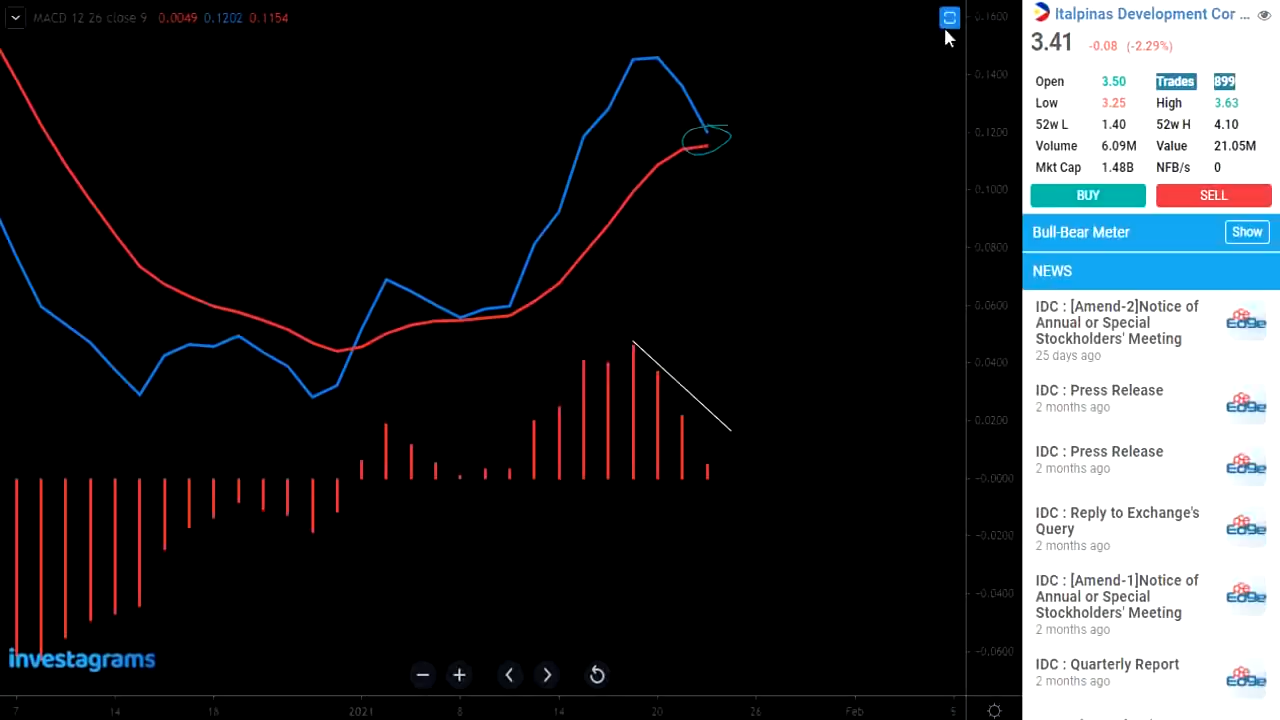 MACD 12 26 close 9 0.0049 0.1202 0.1154
0.1600
0.1400
0.1200
0.1000
0.0800
0.0600
0.0400
0.0200
-0.0000
-0.0200
-0.0400
-0.0600
investagrams
7 14 18 2021 8 14 20 26 Feb 5
Italpinas Development Cor ...
3.41 -0.08 (-2.29%)
Open 3.50 Trades 899
Low 3.25 High 3.63
52w L 1.40 52w H 4.10
Volume 6.09M Value 21.05M
Mkt Cap 1.48B NFB/s 0
BUY SELL
Bull-Bear Meter Show
NEWS
IDC : [Amend-2]Notice of
Annual or Special
Stockholders' Meeting
25 days ago
Edge
IDC : Press Release
2 months ago
Edge
IDC : Press Release
2 months ago
Edge
IDC : Reply to Exchange's
Query
2 months ago
Edge
IDC : [Amend-1]Notice of
Annual or Special
Stockholders' Meeting
2 months ago
Edge
IDC : Quarterly Report
2 months ago
Edge